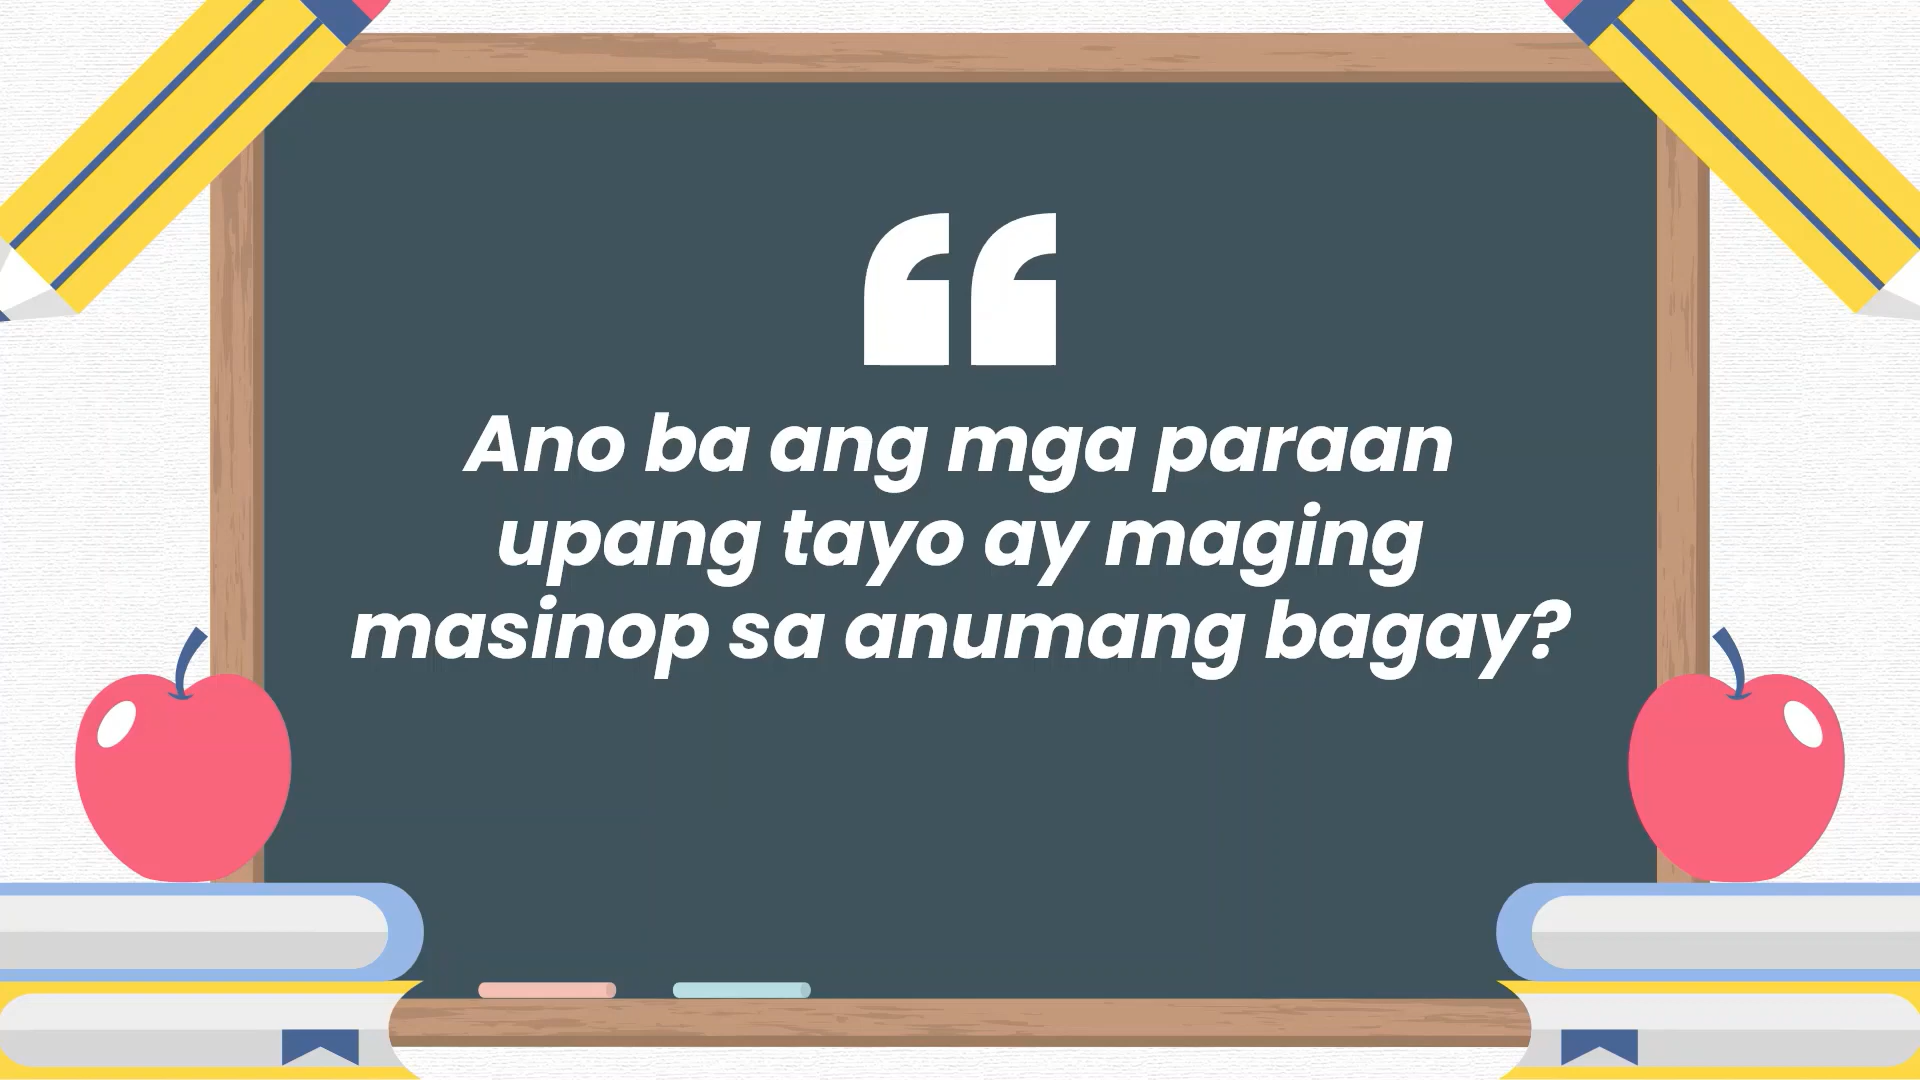 “
Ano ba ang mga paraan
upang tayo ay maging
masinop sa anumang bagay?